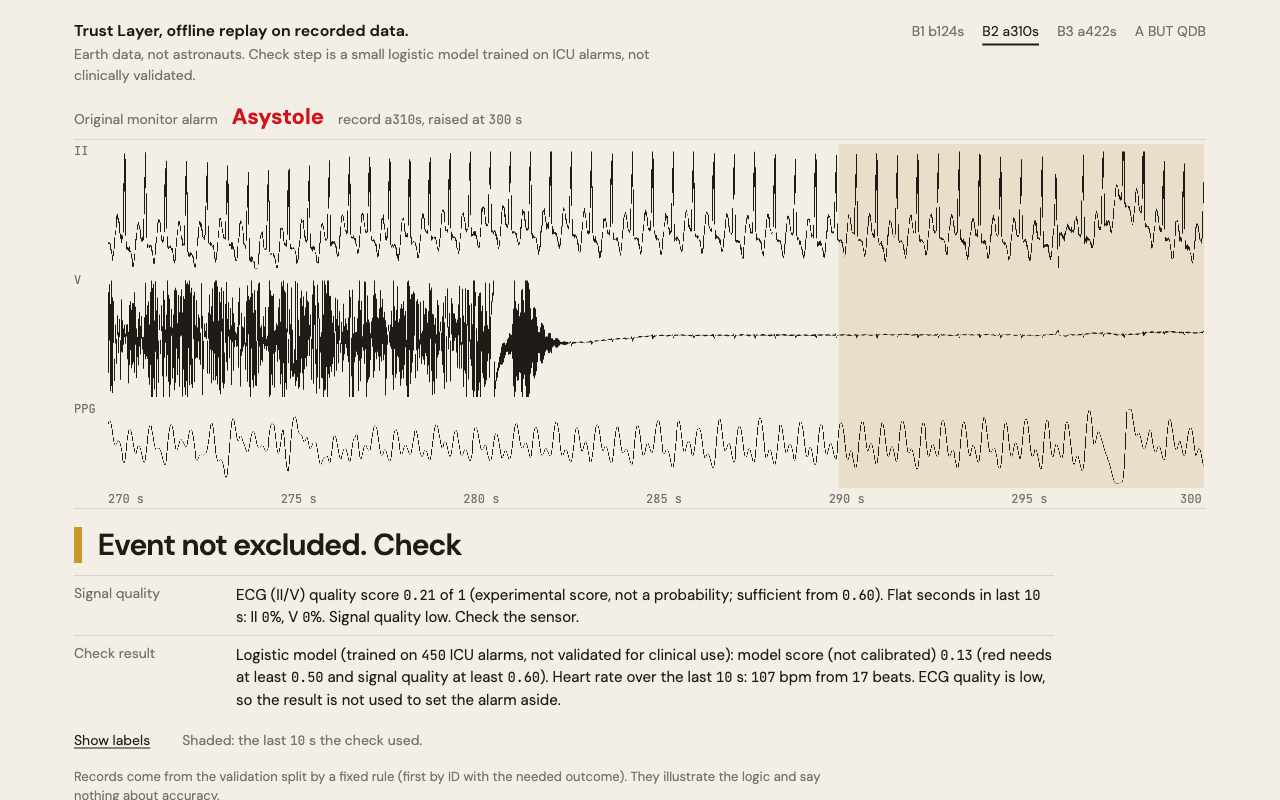 Trust Layer, offline replay on recorded data.
Earth data, not astronauts. Check step is a small logistic model trained on ICU alarms, not
clinically validated.
B1 b124s B2 a310s B3 a422s A BUT QDB
Original monitor alarm Asystole record a310s, raised at 300 s
II
V
PPG
270 s 275 s 280 s 285 s 290 s 295 s 300
Event not excluded. Check
Signal quality
ECG (II/V) quality score 0.21 of 1 (experimental score, not a probability; sufficient from 0.60). Flat seconds in last 10
s: II 0%, V 0%. Signal quality low. Check the sensor.
Check result
Logistic model (trained on 450 ICU alarms, not validated for clinical use): model score (not calibrated) 0.13 (red needs
at least 0.50 and signal quality at least 0.60). Heart rate over the last 10 s: 107 bpm from 17 beats. ECG quality is low,
so the result is not used to set the alarm aside.
Show labels Shaded: the last 10 s the check used.
Records come from the validation split by a fixed rule (first by ID with the needed outcome). They illustrate the logic and say
nothing about accuracy.